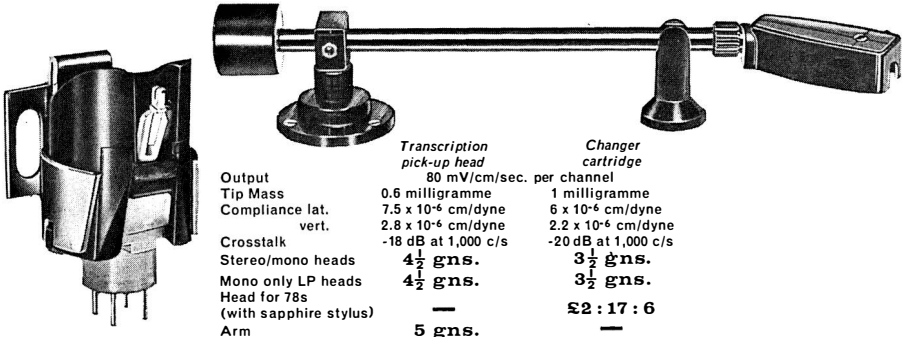 Transcription Changer
pick-up head cartridge
Output 80 mV/cm/sec. per channel
Tip Mass 0.6 milligramme 1 milligramme
Compliance lat. 7.5 x 10-6 cm/dyne 6 x 10-6 cm/dyne
vert. 2.8 x 10-6 cm/dyne 2.2 x 10-6 cm/dyne
Crosstalk -18 dB at 1,000 c/s -20 dB at 1,000 c/s
Stereo/mono heads 4½ gns. 3½ gns.
Mono only LP heads 4½ gns. 3½ gns.
Head for 78s
(with sapphire stylus) — £2 : 17 : 6
Arm 5 gns. —